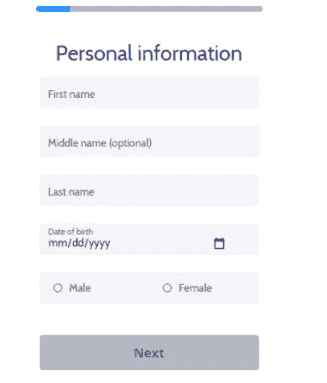 Personal information
First name
Middle name (optional)
Last name
Date of birth
mm/dd/yyyy
Male Female
Next